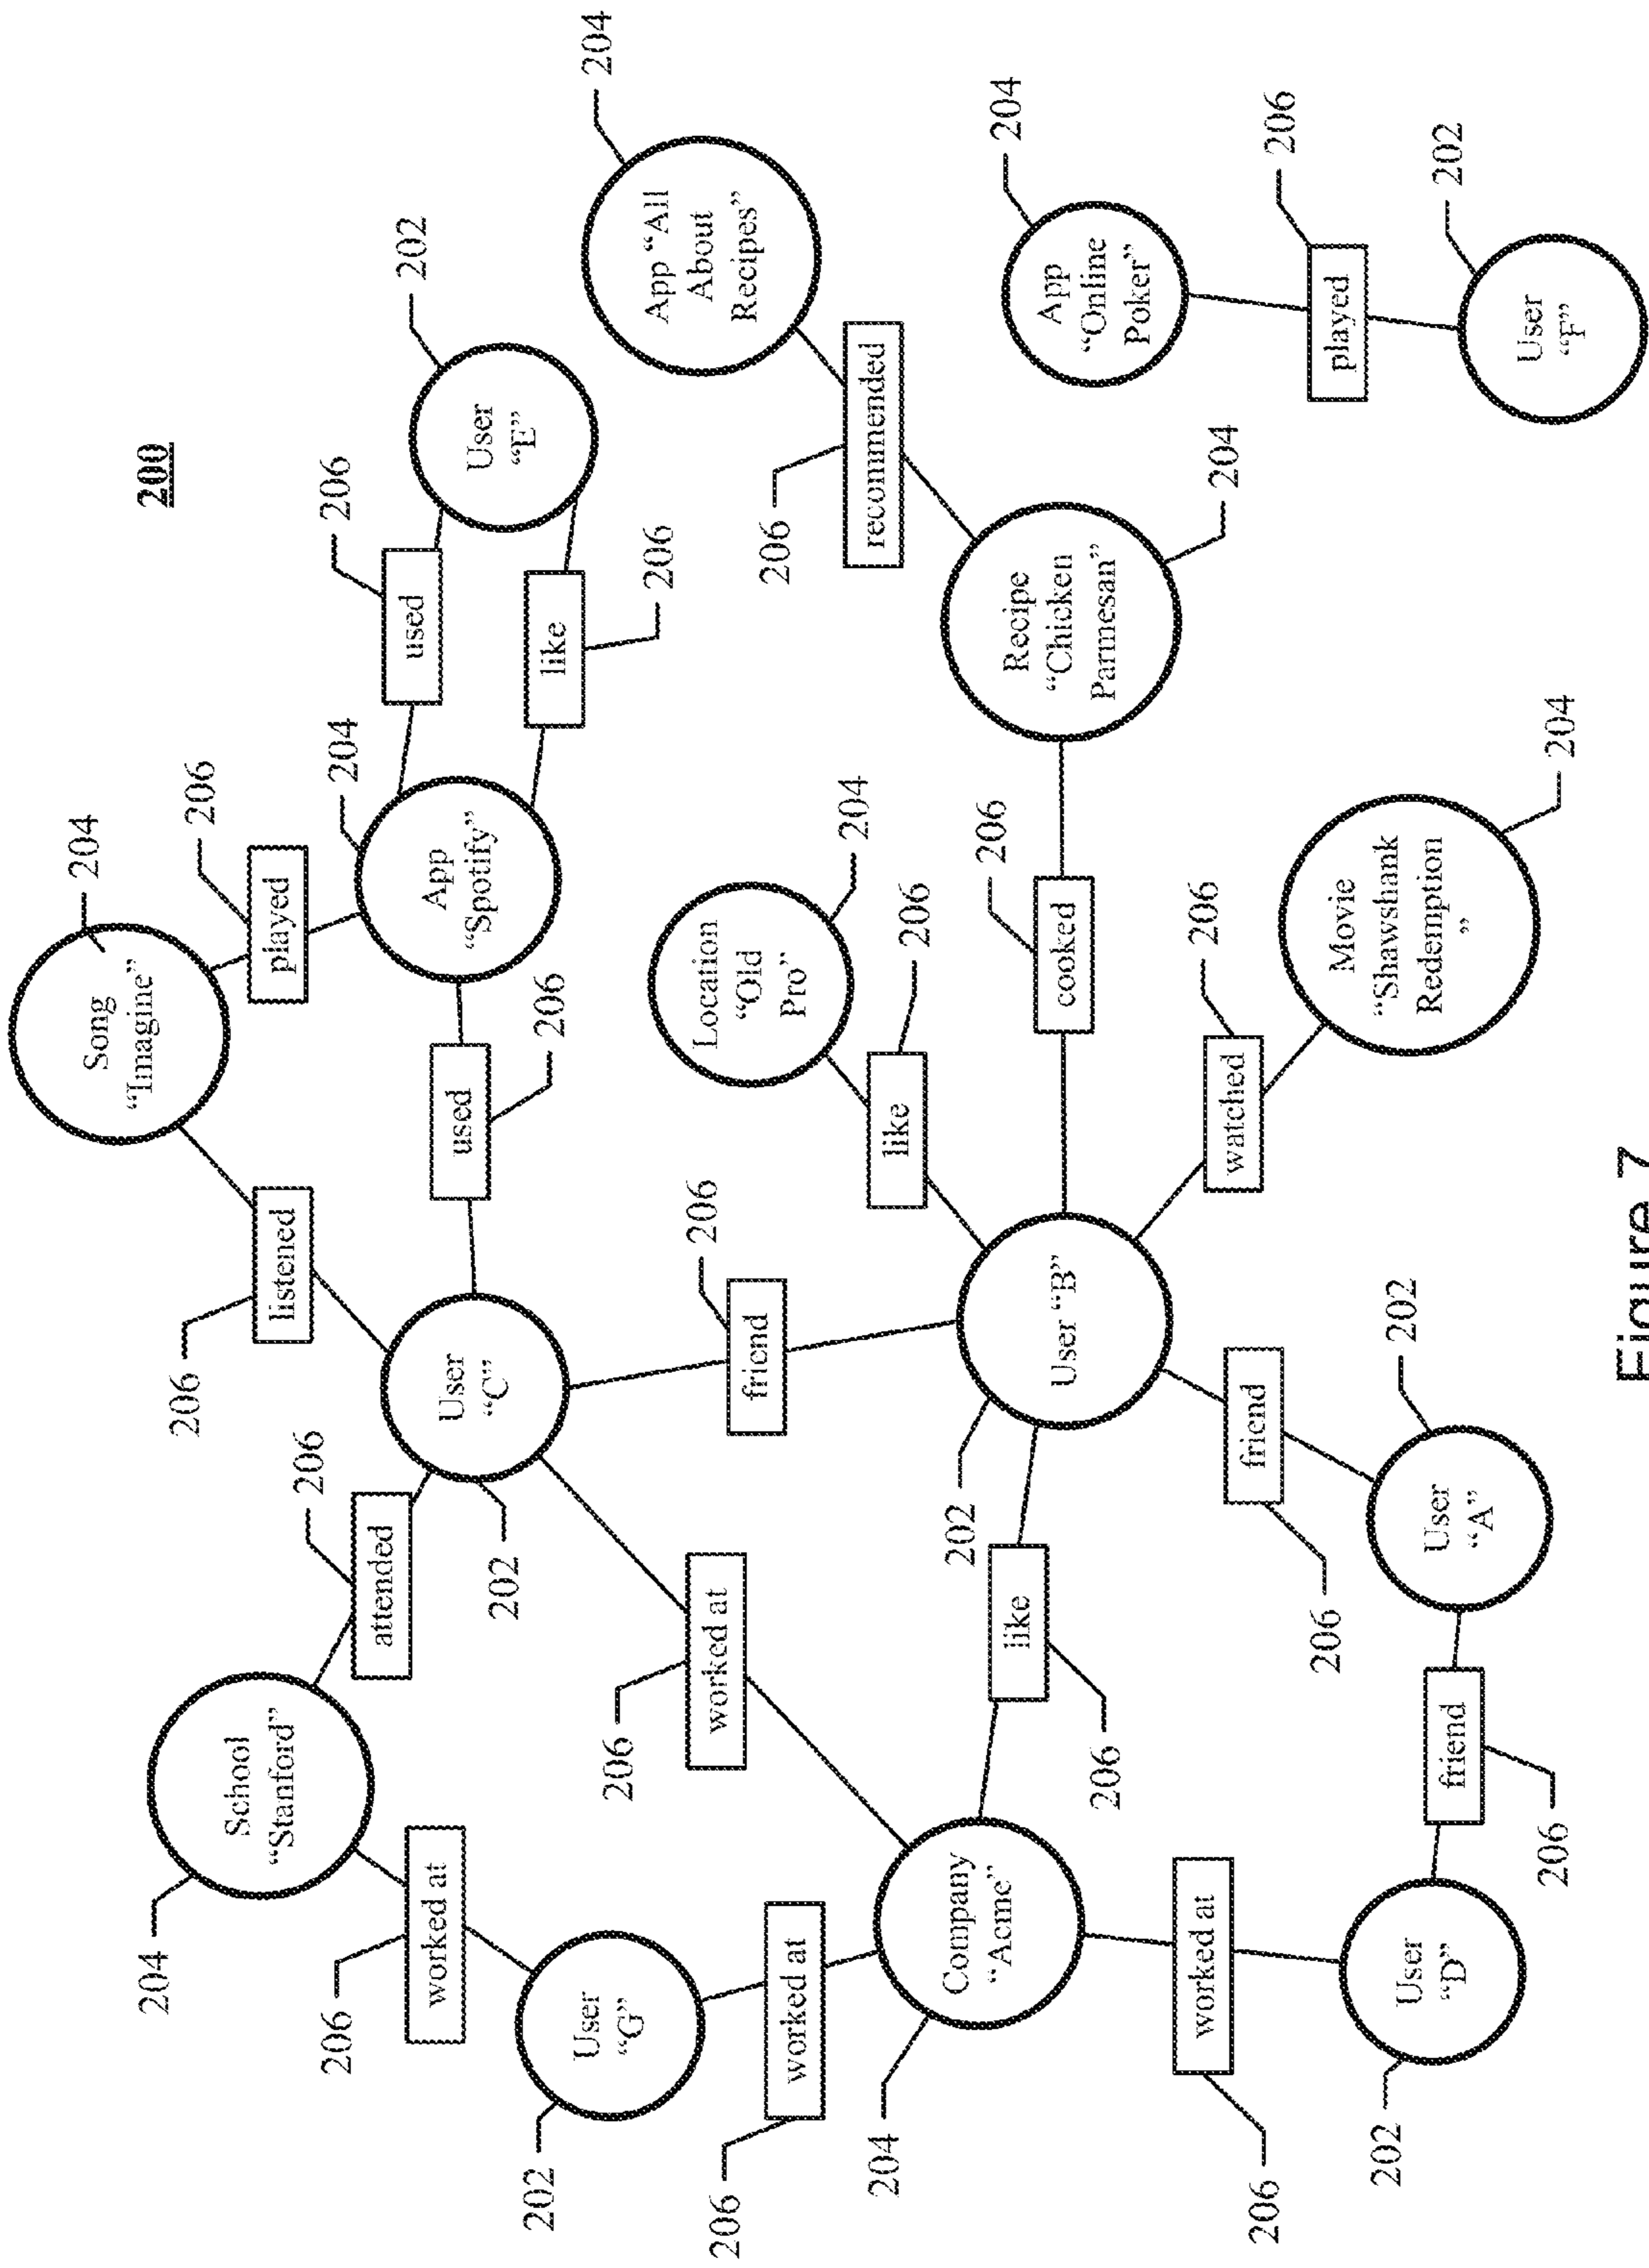 204
Song
“Imagine”
200
204
206
206
School
“Stanford”
listened
played
206
206
206
attended
204
worked at
used
206
202
User
“C”
App
“Spotify”
used
User
“E”
202
202
206
like
202
User
“G”
206
206
204
206
worked at
friend
206
Location
“Old
Pro”
App “All
About
Recipes”
206
worked at
204
204
like
206
recommended
206
202
Company
“Acme”
like
User “B”
206
cooked
Recipe
“Chicken
Parmesan”
204
App
“Online
Poker”
206
204
206
worked at
206
friend
watched
206
204
206
played
202
User
“D”
friend
User
“A”
202
Movie
“Shawshank
Redemption
”
202
206
204
User
“F”
Figure 7